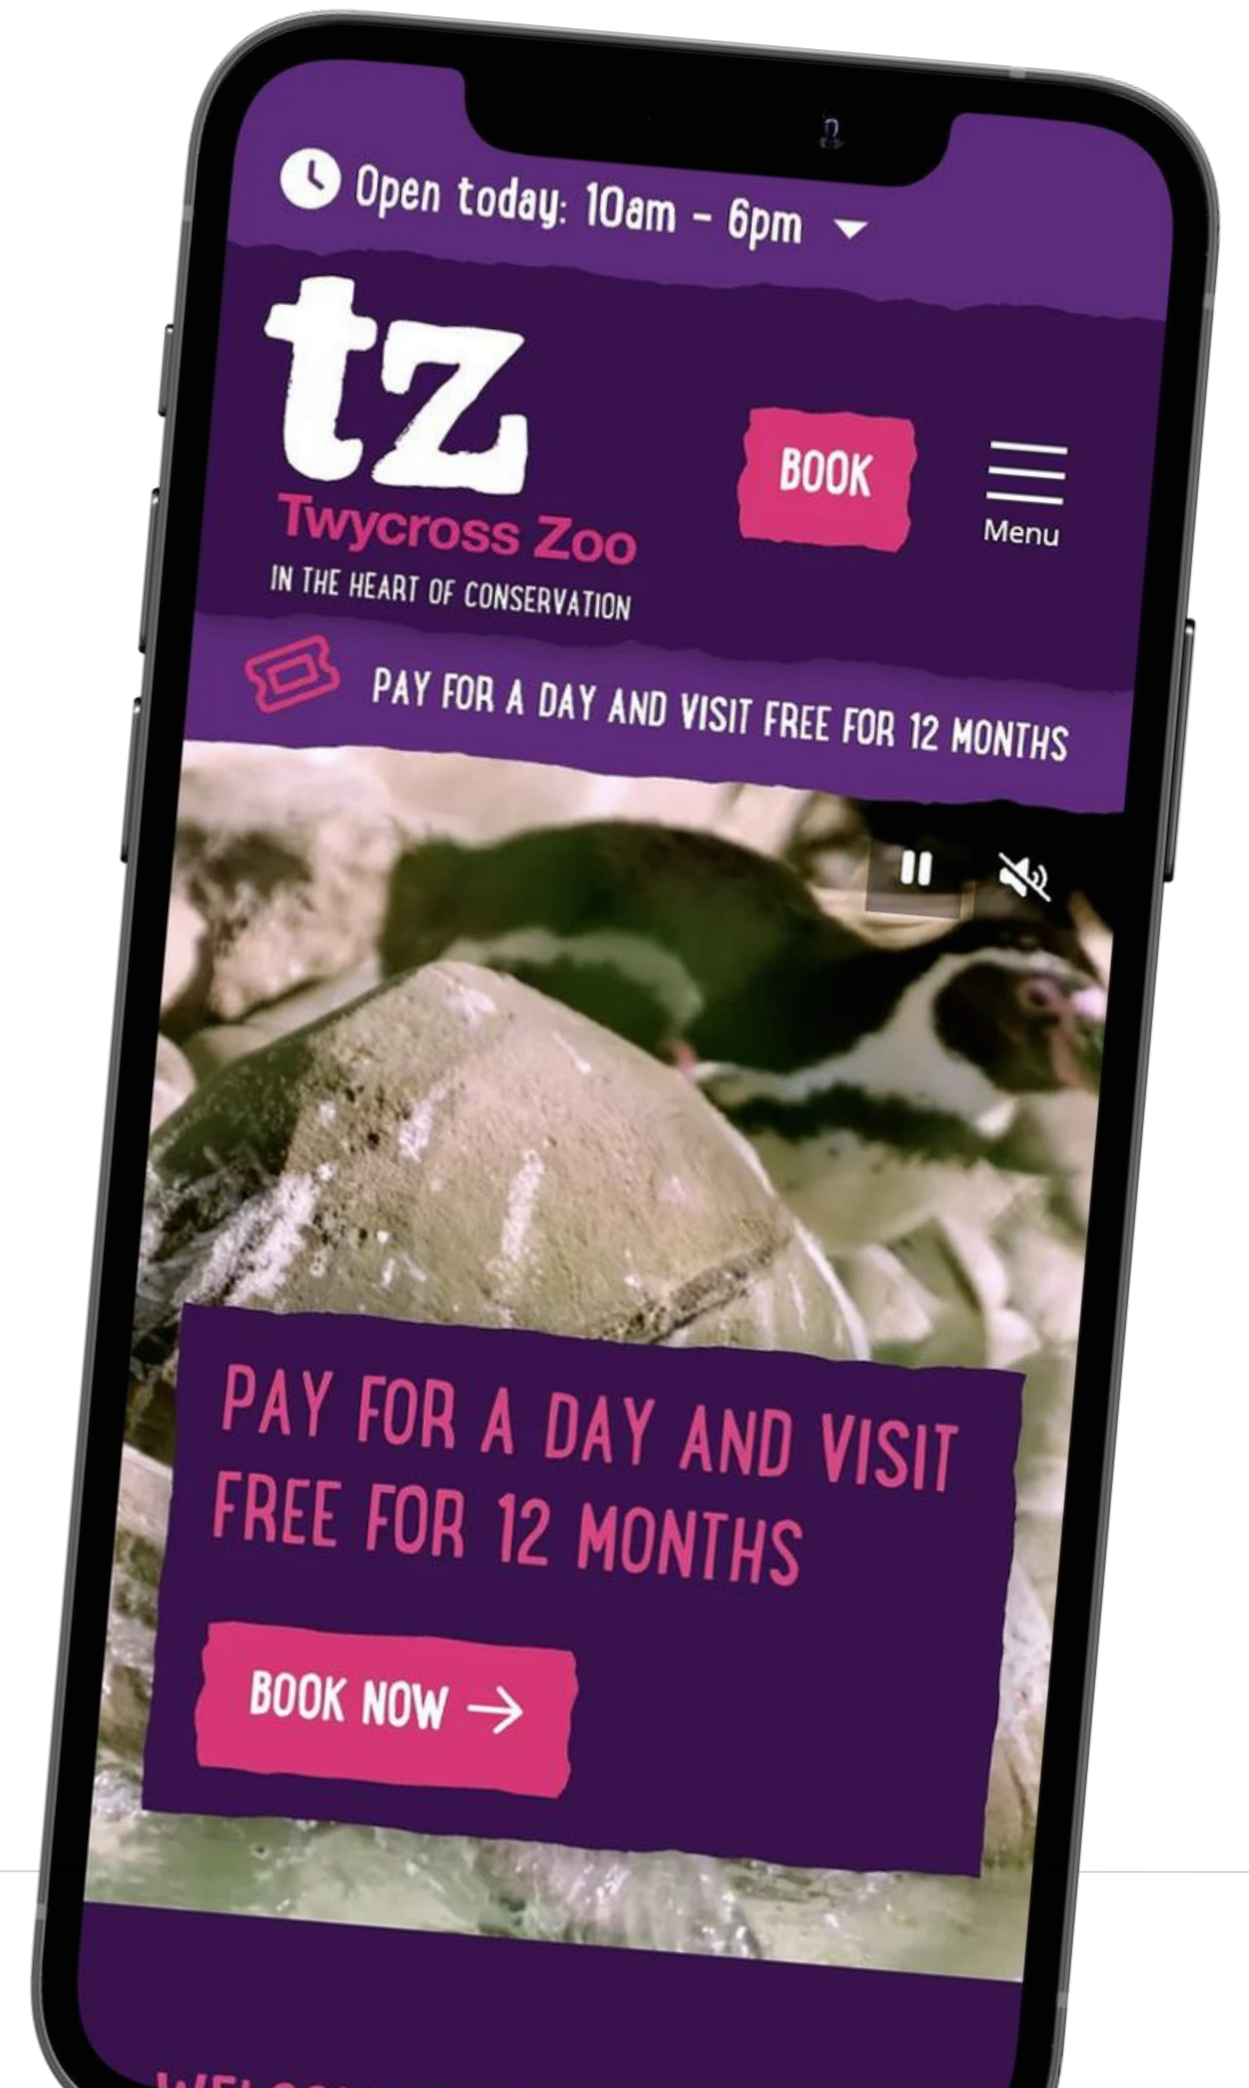 Open today: 10am - 6pm
tz
Twycross Zoo
IN THE HEART OF CONSERVATION
BOOK
Menu
PAY FOR A DAY AND VISIT FREE FOR 12 MONTHS
PAY FOR A DAY AND VISIT
FREE FOR 12 MONTHS
BOOK NOW →